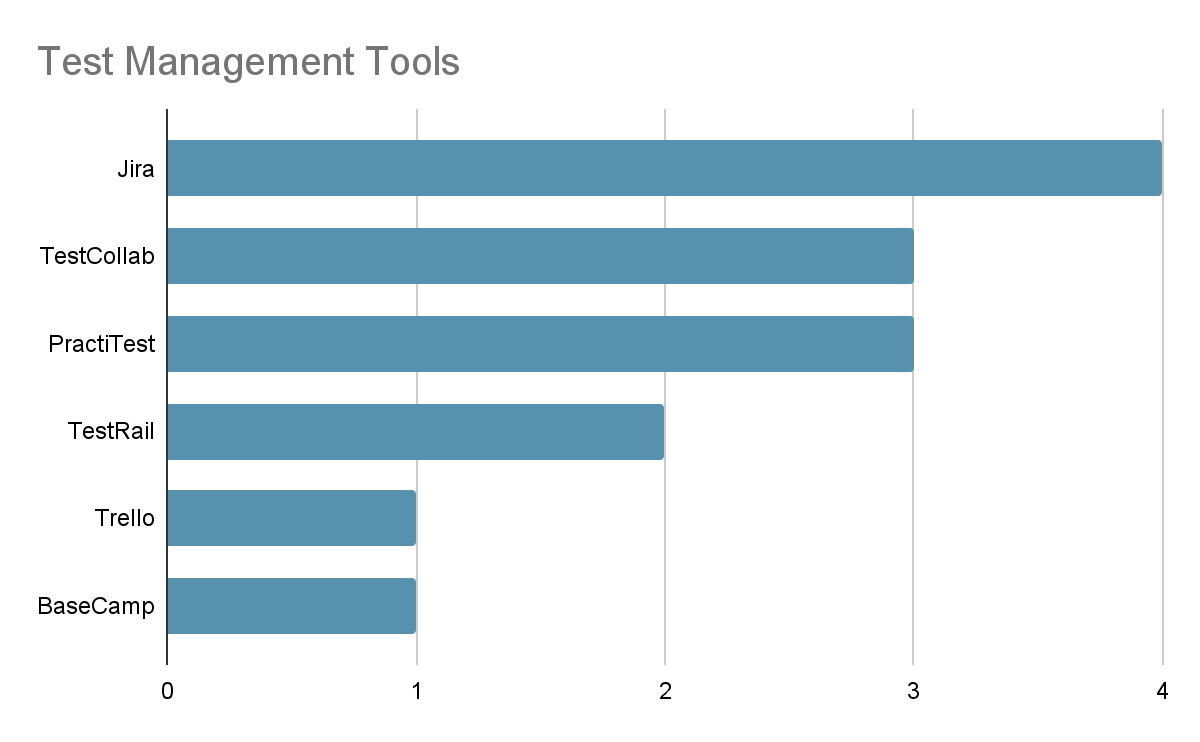 Test Management Tools
Jira
TestCollab
PractiTest
TestRail
Trello
BaseCamp
0 1 2 3 4